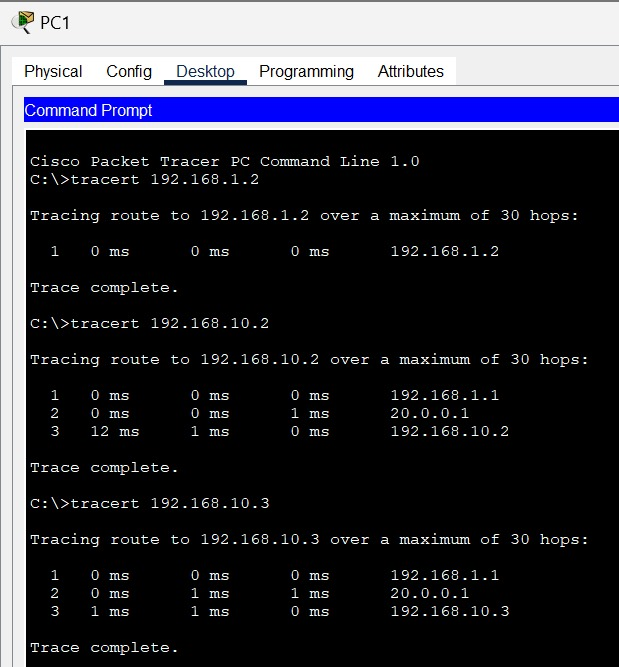 PC1
Physical Config Desktop Programming Attributes
Command Prompt
Cisco Packet Tracer PC Command Line 1.0
C:\>tracert 192.168.1.2
Tracing route to 192.168.1.2 over a maximum of 30 hops:
1 0 ms 0 ms 0 ms 192.168.1.2
Trace complete.
C:\>tracert 192.168.10.2
Tracing route to 192.168.10.2 over a maximum of 30 hops:
1 0 ms 0 ms 0 ms 192.168.1.1
2 0 ms 0 ms 1 ms 20.0.0.1
3 12 ms 1 ms 0 ms 192.168.10.2
Trace complete.
C:\>tracert 192.168.10.3
Tracing route to 192.168.10.3 over a maximum of 30 hops:
1 0 ms 0 ms 0 ms 192.168.1.1
2 0 ms 1 ms 1 ms 20.0.0.1
3 1 ms 1 ms 0 ms 192.168.10.3
Trace complete.